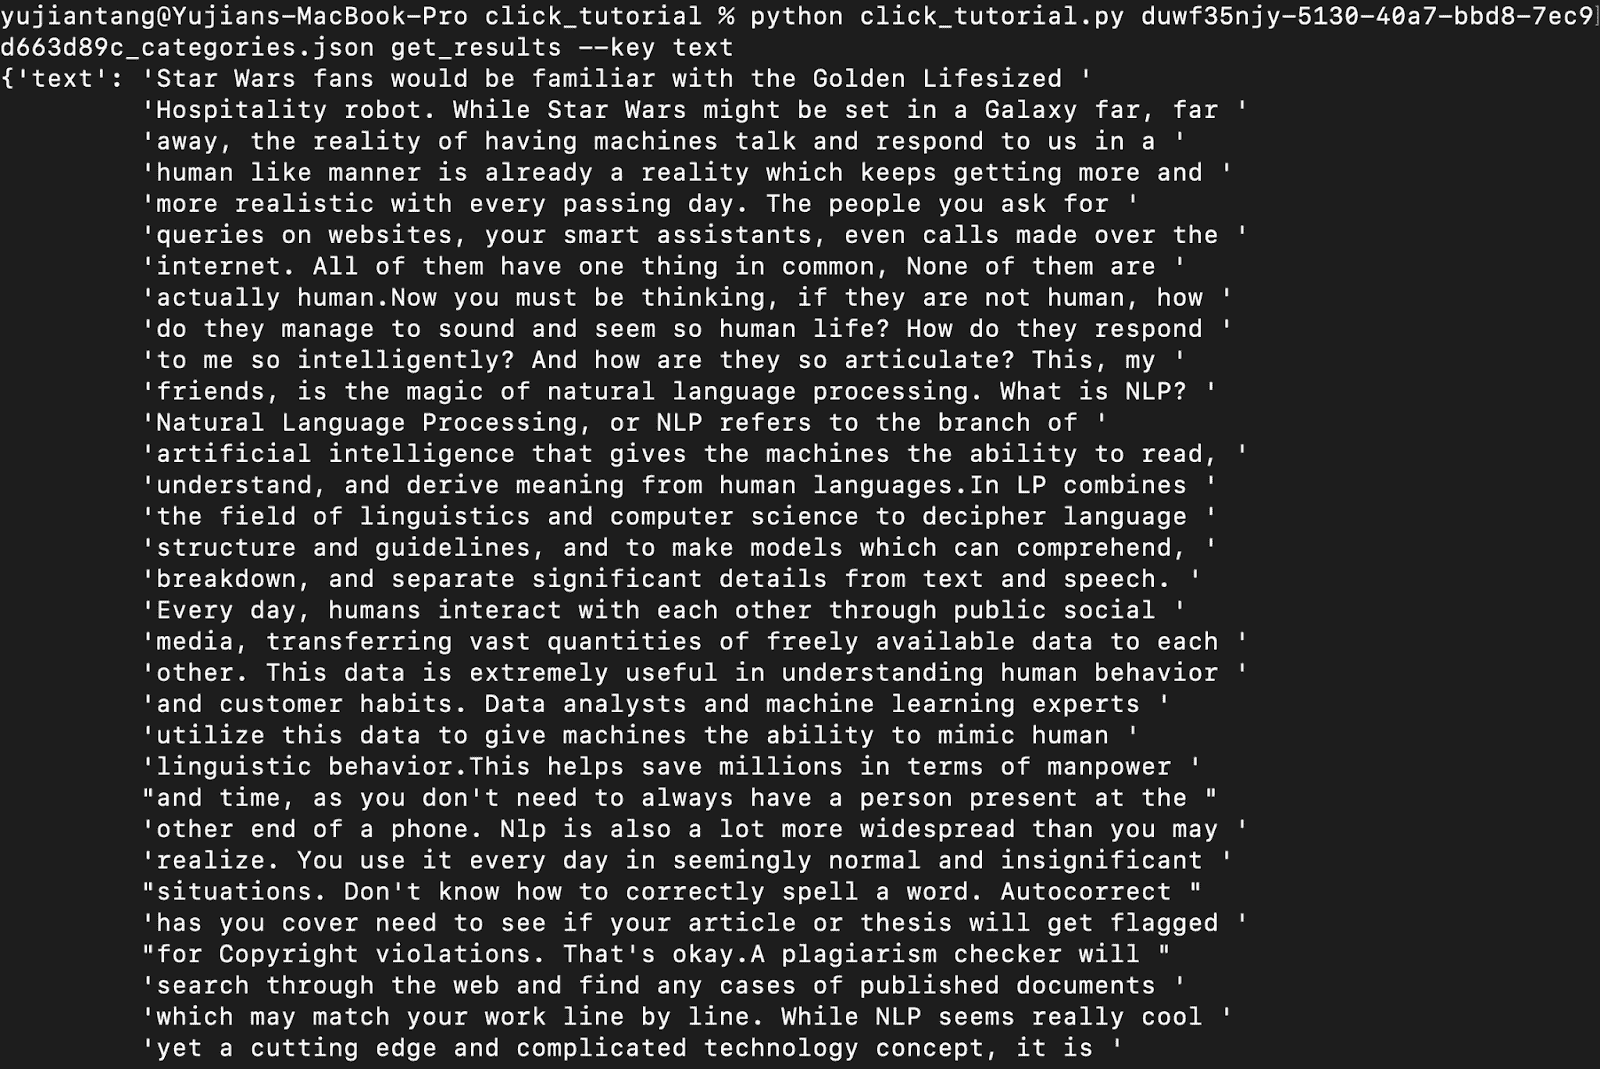 yujiantang@Yujians-MacBook-Pro click_tutorial % python click_tutorial.py duwf35njy-5130-40a7-bbd8-7ec9
d663d89c_categories.json get_results --key text
{'text': 'Star Wars fans would be familiar with the Golden Lifesized '
'Hospitality robot. While Star Wars might be set in a Galaxy far, far '
'away, the reality of having machines talk and respond to us in a '
'human like manner is already a reality which keeps getting more and '
'more realistic with every passing day. The people you ask for '
'queries on websites, your smart assistants, even calls made over the '
'internet. All of them have one thing in common, None of them are '
'actually human.Now you must be thinking, if they are not human, how '
'do they manage to sound and seem so human life? How do they respond '
'to me so intelligently? And how are they so articulate? This, my '
'friends, is the magic of natural language processing. What is NLP? '
'Natural Language Processing, or NLP refers to the branch of '
'artificial intelligence that gives the machines the ability to read, '
'understand, and derive meaning from human languages.In LP combines '
'the field of linguistics and computer science to decipher language '
'structure and guidelines, and to make models which can comprehend, '
'breakdown, and separate significant details from text and speech. '
'Every day, humans interact with each other through public social '
'media, transferring vast quantities of freely available data to each '
'other. This data is extremely useful in understanding human behavior '
'and customer habits. Data analysts and machine learning experts '
'utilize this data to give machines the ability to mimic human '
'linguistic behavior.This helps save millions in terms of manpower '
"and time, as you don't need to always have a person present at the "
'other end of a phone. Nlp is also a lot more widespread than you may '
'realize. You use it every day in seemingly normal and insignificant '
"situations. Don't know how to correctly spell a word. Autocorrect "
'has you cover need to see if your article or thesis will get flagged '
"for Copyright violations. That's okay.A plagiarism checker will "
'search through the web and find any cases of published documents '
'which may match your work line by line. While NLP seems really cool '
'yet a cutting edge and complicated technology concept, it is '